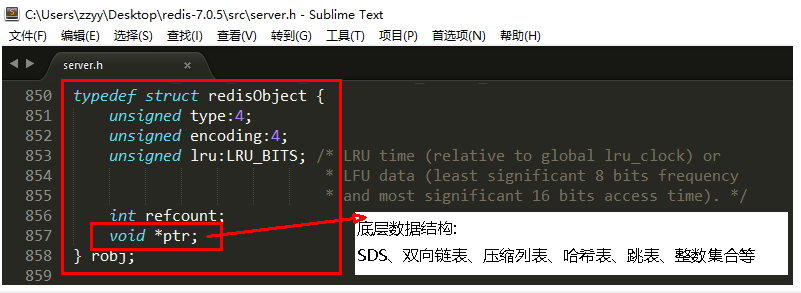 C:\Users\zzyy\Desktop\redis-7.0.5\src\server.h - Sublime Text
文件(F) 编辑(E) 选择(S) 查找(I) 查看(V) 转到(G) 工具(T) 项目(P) 首选项(N) 帮助(H)
server.h ×
850 typedef struct redisObject {
851 unsigned type:4;
852 unsigned encoding:4;
853 unsigned lru:LRU_BITS; /* LRU time (relative to global lru_clock) or
854 * LFU data (least significant 8 bits frequency
855 * and most significant 16 bits access time). */
856 int refcount;
857 void *ptr;
858 } robj;
859
底层数据结构:
SDS、双向链表、压缩列表、哈希表、跳表、整数集合等